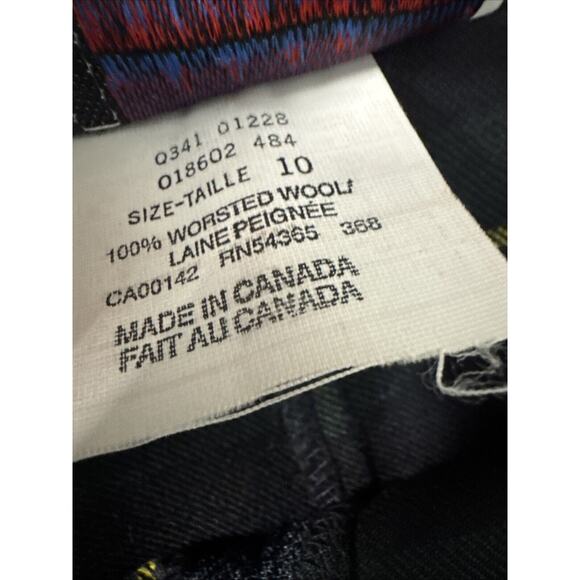 0341 01228
018602 484
SIZE-TAILLE 10
100% WORSTED WOOL/
LAINE PEIGNÉE
CA00142 RN54365 368
MADE IN CANADA
FAIT AU CANADA